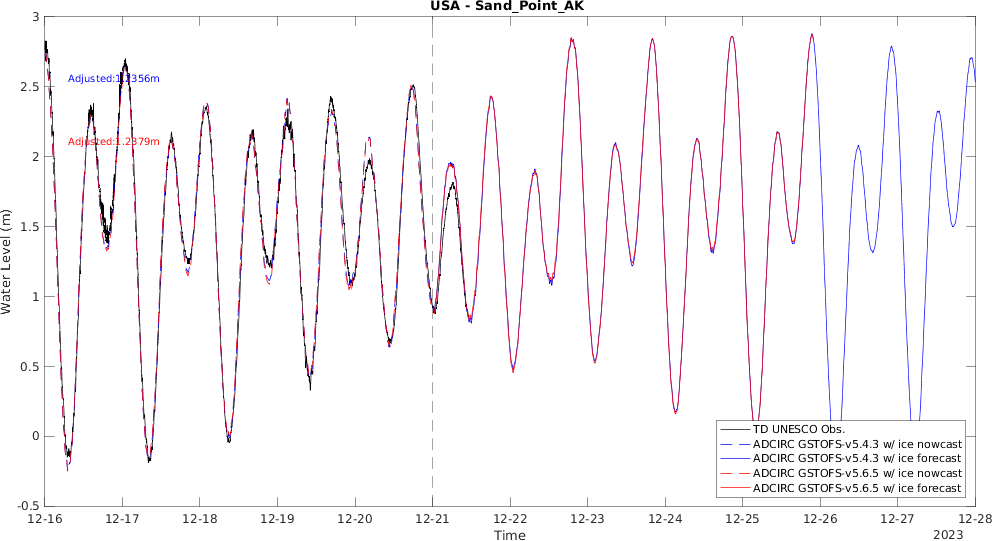 USA - Sand_Point_AK
3
2.5
2
1.5
1
0.5
0
-0.5
Water Level (m)
Adjusted:1.2356m
Adjusted:1.2379m
TD UNESCO Obs.
ADCIRC GSTOFS-v5.4.3 w/ ice nowcast
ADCIRC GSTOFS-v5.4.3 w/ ice forecast
ADCIRC GSTOFS-v5.6.5 w/ ice nowcast
ADCIRC GSTOFS-v5.6.5 w/ ice forecast
12-16 12-17 12-18 12-19 12-20 12-21 12-22 12-23 12-24 12-25 12-26 12-27 12-28
Time
2023